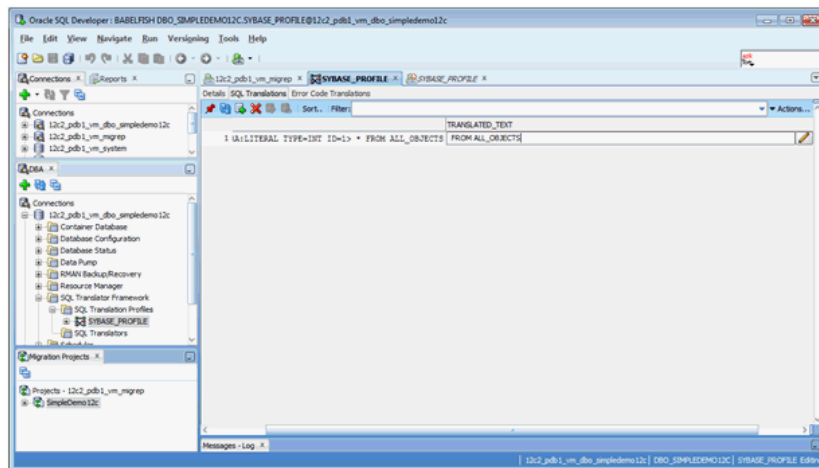 Oracle SQL Developer: BABELFISH DBO_SIMPLEDEMO12C.SYBASE_PROFILE@12c2_pdb1_vm_dbo_simpledemo12c
File Edit View Navigate Run Versioning Tools Help
Connections x Reports x
12c2_pdb1_vm_migrep x SYBASE_PROFILE x SYBASE_PROFILE x
Details SQL Translations Error Code Translations
Sort.. Filter: Actions...
Connections
12c2_pdb1_vm_dbo_simpledemo12c
12c2_pdb1_vm_mgrep
12c2_pdb1_vm_system
TRANSLATED_TEXT
1 (A:LITERAL TYPE=INT ID=1> * FROM ALL_OBJECTS FROM ALL_OBJECTS
DBA x
Connections
12c2_pdb1_vm_dbo_simpledemo12c
Container Database
Database Configuration
Database Status
Data Pump
RMAN Backup/Recovery
Resource Manager
SQL Translator Framework
SQL Translation Profiles
SYBASE_PROFILE
SQL Translators
Scheduler
Migration Projects x
Projects - 12c2_pdb1_vm_migrep
SimpleDemo12c
Messages - Log x
12c2_pdb1_vm_dbo_simpledemo12c | DBO_SIMPLEDEMO12C | SYBASE_PROFILE Editin